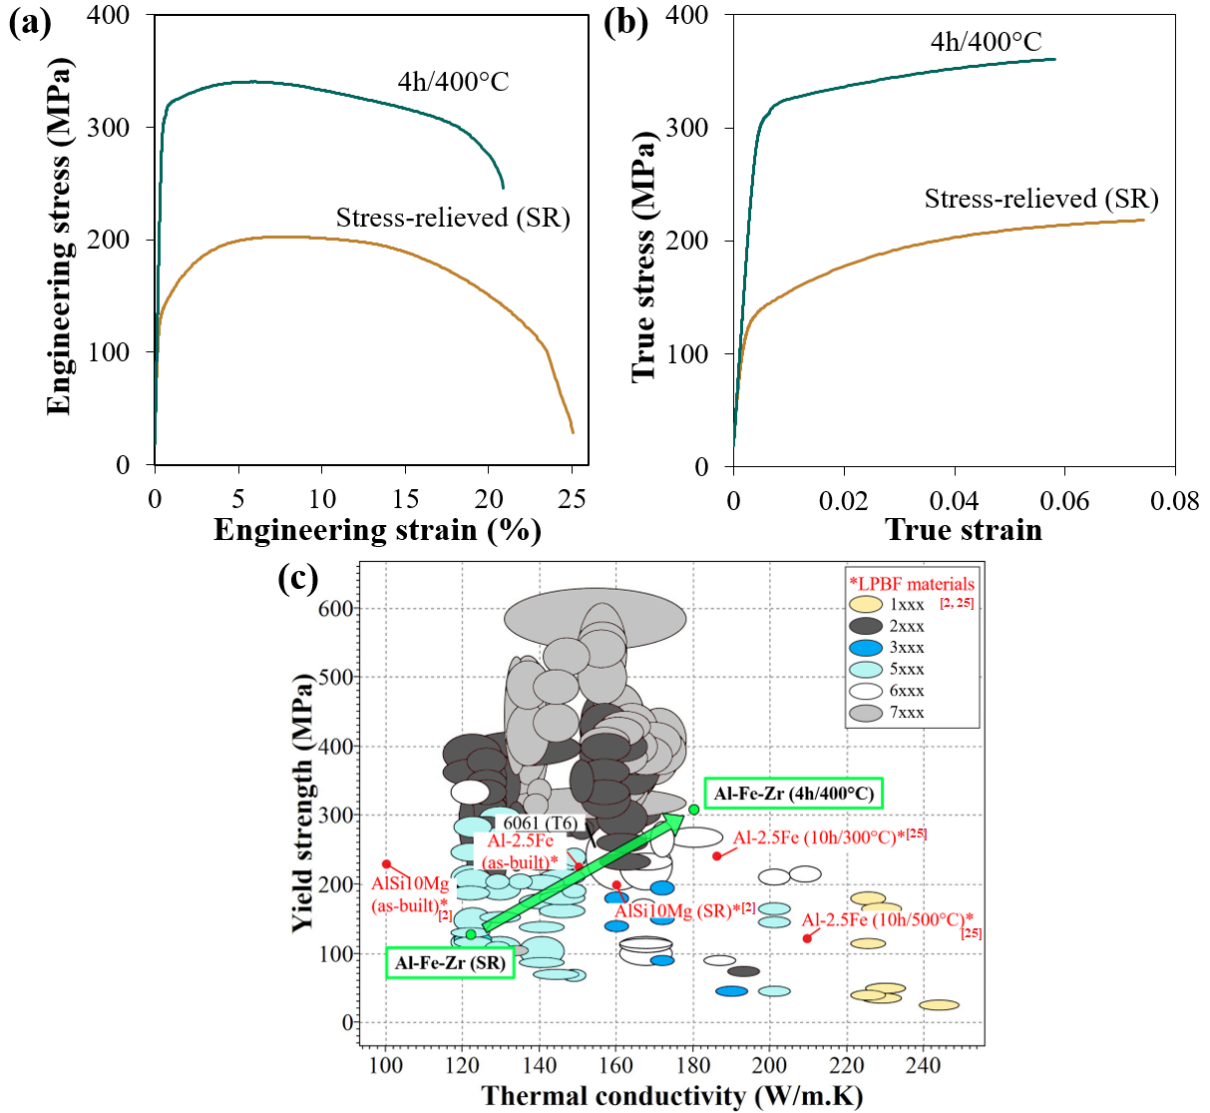 (a)
400
300
200
100
0
0 5 10 15 20 25
Engineering stress (MPa)
Engineering strain (%)
4h/400°C
Stress-relieved (SR)
(b)
400
300
200
100
0
0 0.02 0.04 0.06 0.08
True stress (MPa)
True strain
4h/400°C
Stress-relieved (SR)
(c)
600
500
400
300
200
100
0
100 120 140 160 180 200 220 240
Yield strength (MPa)
Thermal conductivity (W/m.K)
*LPBF materials
[2, 25]
1xxx
2xxx
3xxx
5xxx
6xxx
7xxx
Al-Fe-Zr (4h/400°C)
6061 (T6)
Al-2.5Fe
(as-built)*
Al-2.5Fe (10h/300°C)*[25]
AlSi10Mg
(as-built)*
[2]
AlSi10Mg (SR)*[2]
Al-2.5Fe (10h/500°C)*
[25]
Al-Fe-Zr (SR)